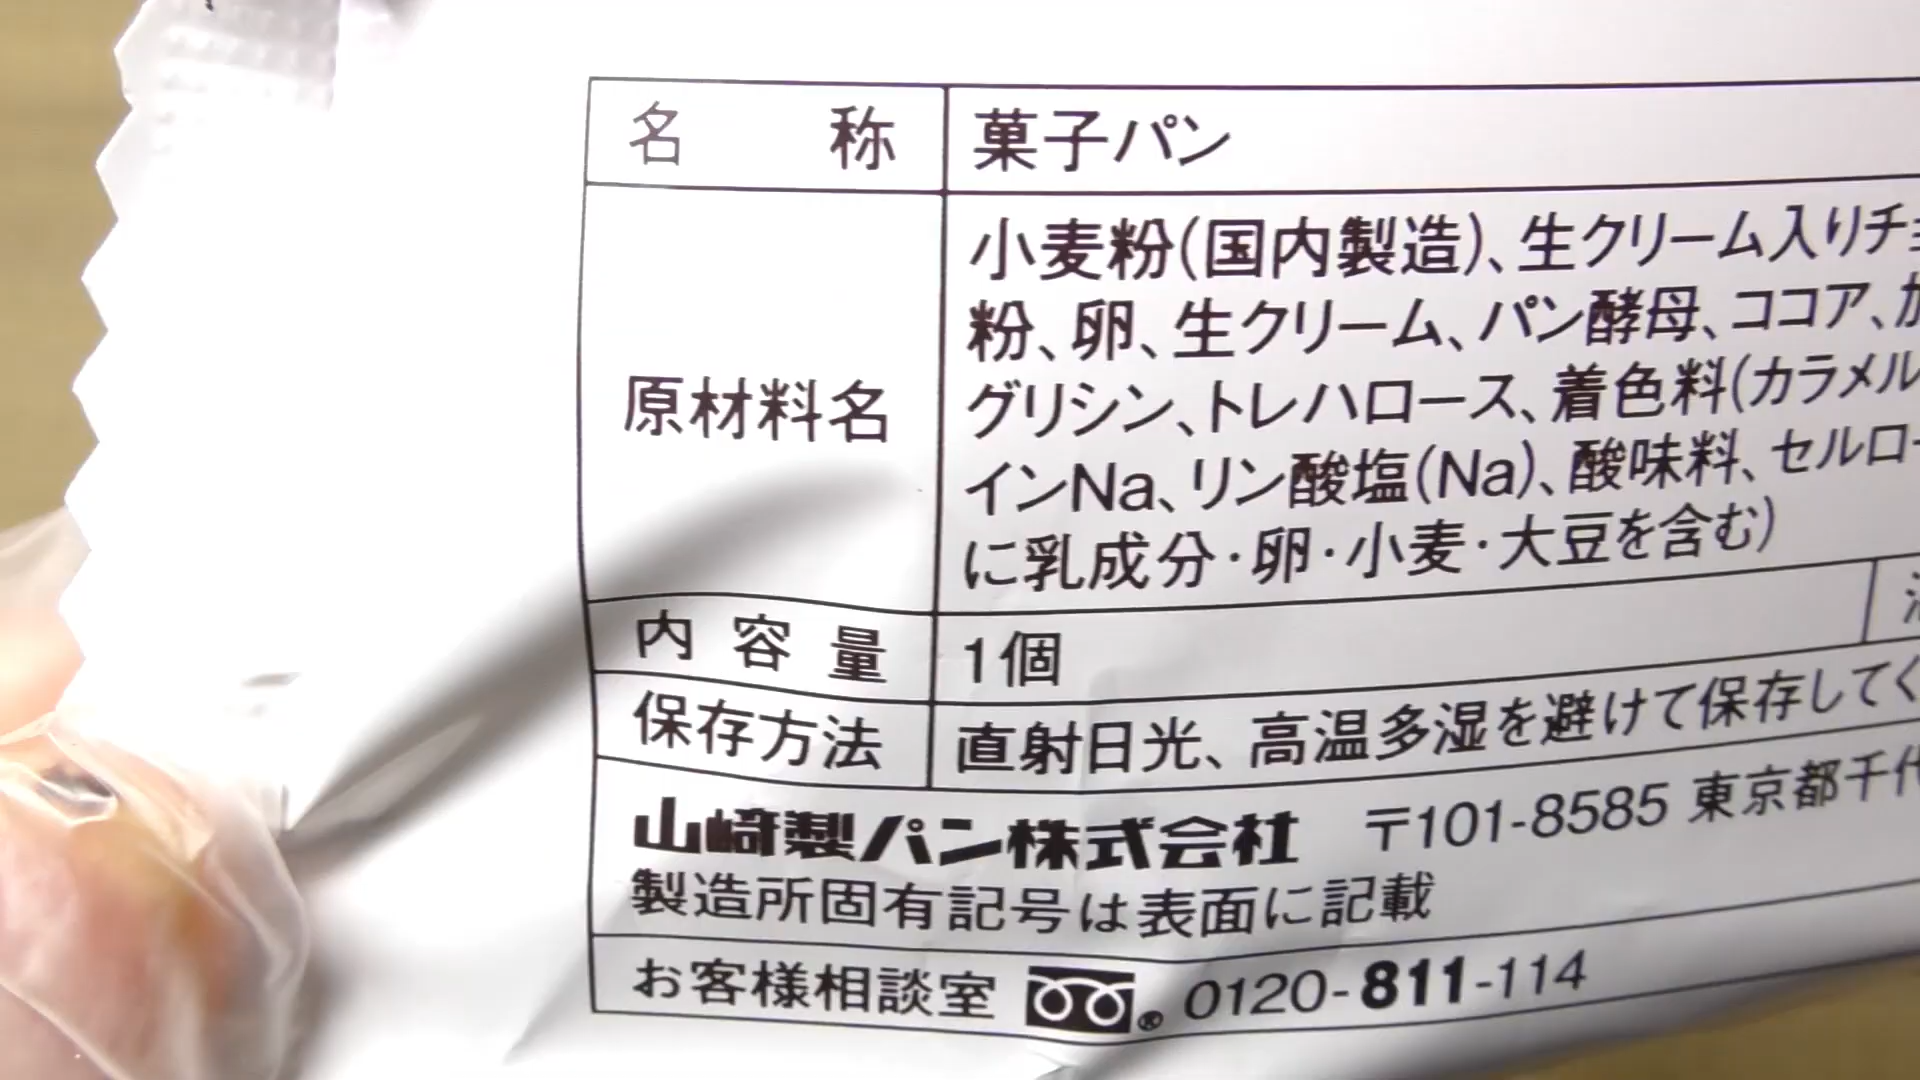 名称 菓子パン
原材料名
小麦粉(国内製造)、生クリーム入りチョ
粉、卵、生クリーム、パン酵母、ココア、加
グリシン、トレハロース、着色料(カラメル
インNa、リン酸塩(Na)、酸味料、セルロー
に乳成分・卵・小麦・大豆を含む)
内容量 1個
保存方法 直射日光、高温多湿を避けて保存してく
山崎製パン株式会社 〒101-8585 東京都千代
製造所固有記号は表面に記載
お客様相談室 ® 0120-811-114